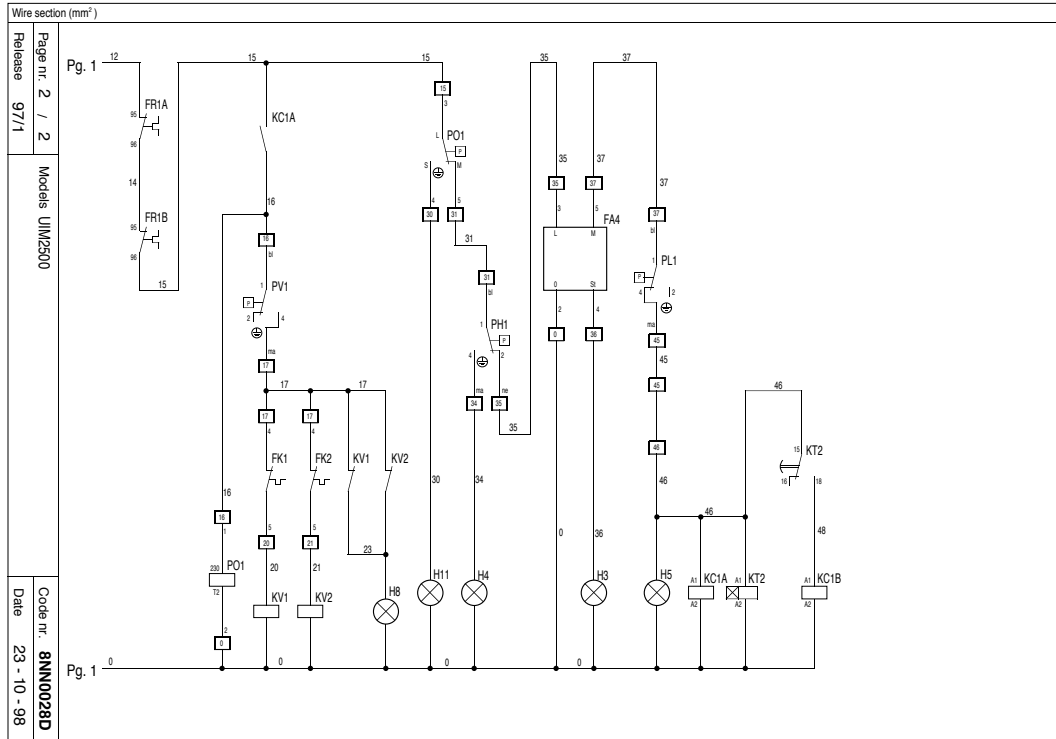 Wire section (mm²)
Page nr. 2 / 2
Release 97/1
Models UIM2500
Code nr. 8NN0028D
Date 23 - 10 - 98
Pg. 1
12
15
15
35
37
95
FR1A
96
14
95
FR1B
96
15
KC1A
16
16
bl
1
PV1
P
2
4
ma
17
17
17
17
4
17
4
FK1
FK2
KV1
KV2
16
16
1
5
20
5
21
23
20
21
230
PO1
T2
2
0
KV1
KV2
H8
15
3
L
PO1
P
S
M
4
30
5
31
31
31
bl
1
PH1
P
4
2
ma
34
ne
35
35
30
34
H11
H4
35
37
35
37
3
5
FA4
L
M
0
St
2
4
0
36
0
36
H3
37
37
bl
1
PL1
P
4
2
ma
45
45
45
46
46
46
46
15
KT2
16
18
48
H5
A1
KC1A
A2
A1
KT2
A2
A1
KC1B
A2
Pg. 1
0
0
0
0